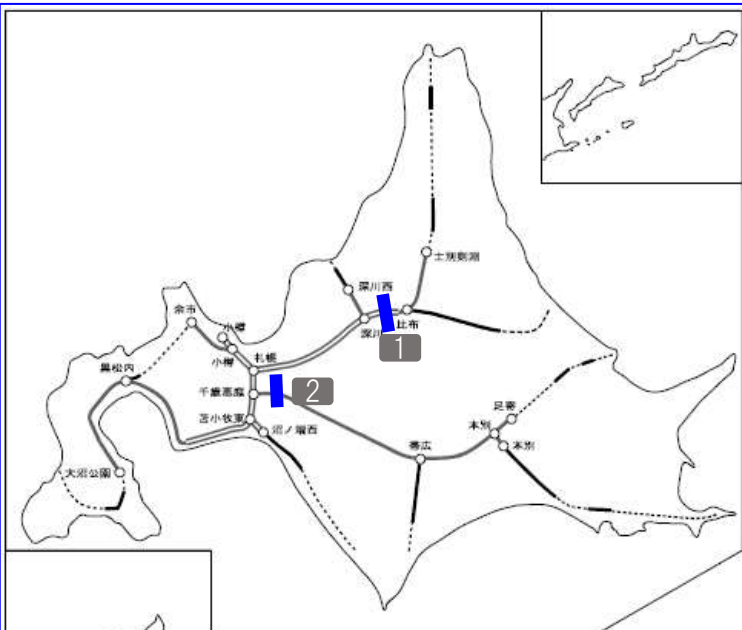 士別剣淵
深川西
余市
小樽
深川
比布
1
小樽
札幌
黒松内
千歳恵庭
2
足寄
苫小牧東
沼ノ端西
本別
帯広
本別
大沼公園